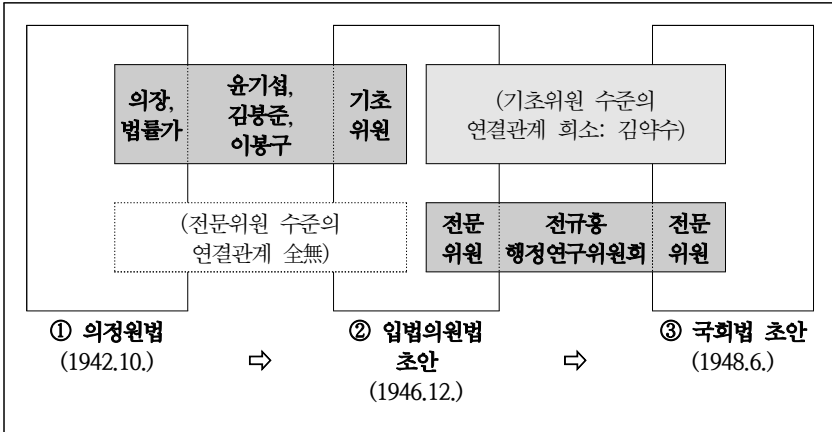 의장,
법률가
윤기섭,
김붕준,
이봉구
기초
위원
(기초위원 수준의
연결관계 희소: 김약수)
(전문위원 수준의
연결관계 全無)
전문
위원
전규홍
행정연구위원회
전문
위원
① 의정원법
(1942.10.)
⇨
② 입법의원법
초안
(1946.12.)
⇨
③ 국회법 초안
(1948.6.)